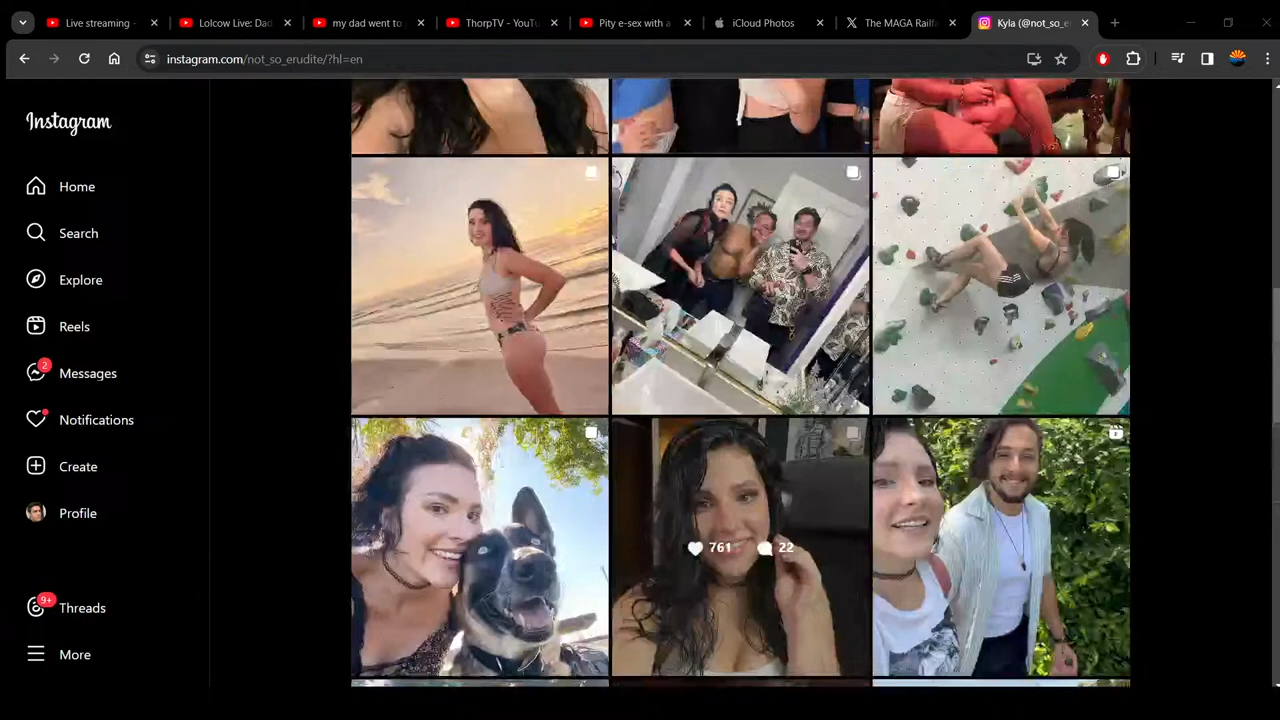 Live streaming -
Lolcow Live: Dad
my dad went to
ThorpTV - YouTu
Pity e-sex with a
iCloud Photos
The MAGA Railfa
Kyla (@not_so_er
instagram.com/not_so_erudite/?hl=en
Instagram
Home
Search
Explore
Reels
2
Messages
Notifications
Create
Profile
9+
Threads
More
761 22